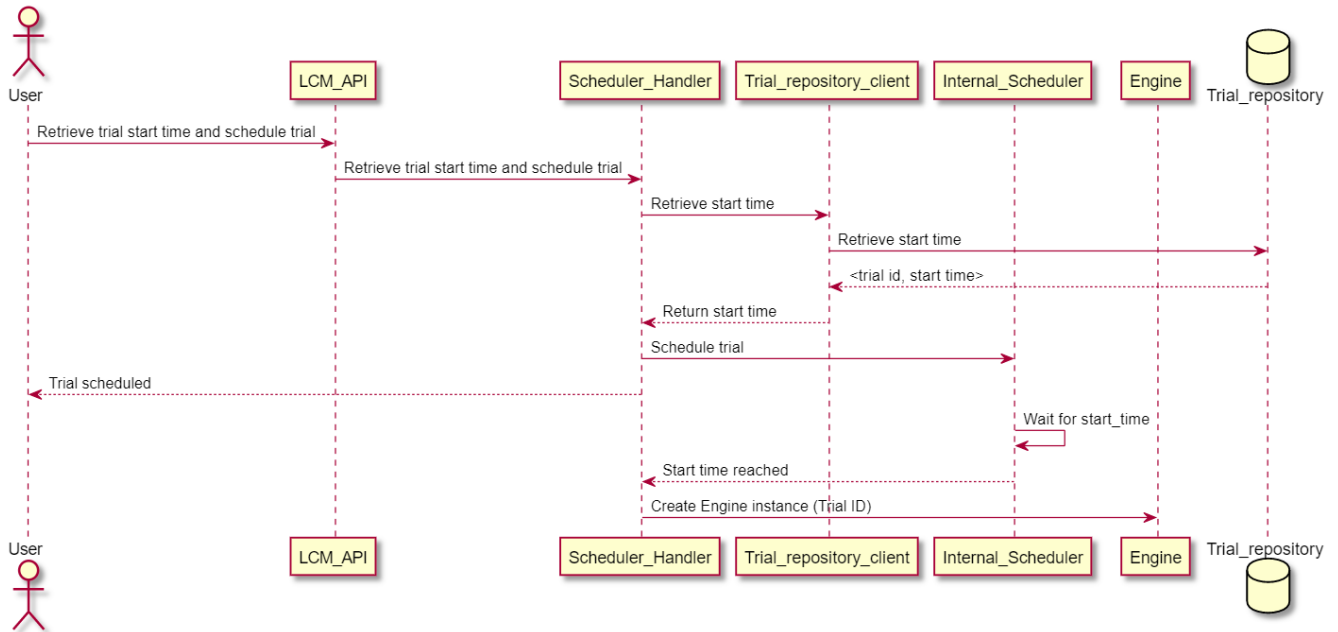 User
LCM_API
Scheduler_Handler
Trial_repository_client
Internal_Scheduler
Engine
Trial_repository
Retrieve trial start time and schedule trial
Retrieve trial start time and schedule trial
Retrieve start time
Retrieve start time
<trial id, start time>
Return start time
Schedule trial
Trial scheduled
Wait for start_time
Start time reached
Create Engine instance (Trial ID)
User
LCM_API
Scheduler_Handler
Trial_repository_client
Internal_Scheduler
Engine
Trial_repository